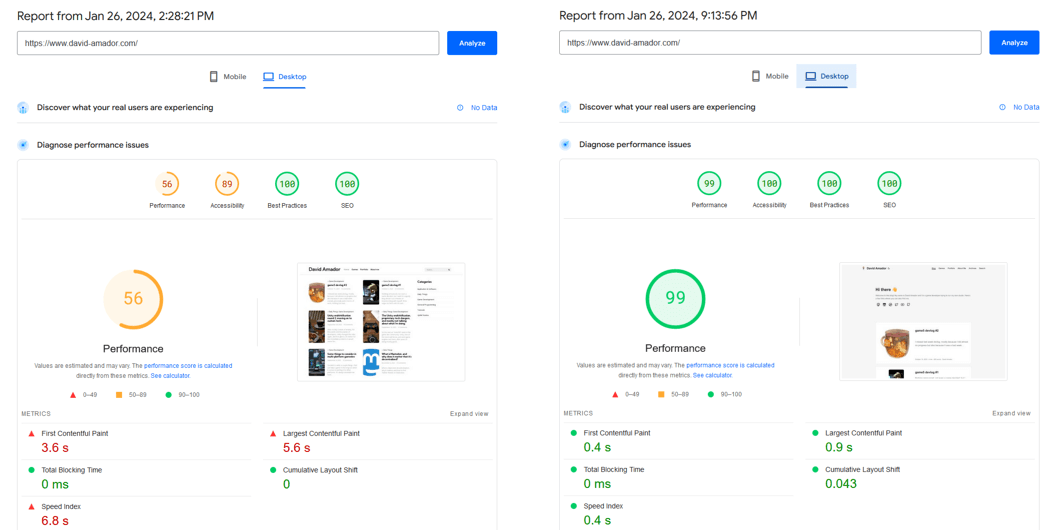 Report from Jan 26, 2024, 2:28:21 PM
https://www.david-amador.com/
Analyze
Mobile
Desktop
Discover what your real users are experiencing
No Data
Diagnose performance issues
56
89
100
100
Performance
Accessibility
Best Practices
SEO
56
David Amador
Categories
Performance
Values are estimated and may vary. The performance score is calculated
directly from these metrics. See calculator.
0–49
50–89
90–100
METRICS
Expand view
First Contentful Paint
3.6 s
Largest Contentful Paint
5.6 s
Total Blocking Time
0 ms
Cumulative Layout Shift
0
Speed Index
6.8 s
Report from Jan 26, 2024, 9:13:56 PM
https://www.david-amador.com/
Analyze
Mobile
Desktop
Discover what your real users are experiencing
No Data
Diagnose performance issues
99
100
100
100
Performance
Accessibility
Best Practices
SEO
99
David Amador
Hi there 👋
Performance
Values are estimated and may vary. The performance score is calculated
directly from these metrics. See calculator.
0–49
50–89
90–100
METRICS
Expand view
First Contentful Paint
0.4 s
Largest Contentful Paint
0.9 s
Total Blocking Time
0 ms
Cumulative Layout Shift
0.043
Speed Index
0.4 s